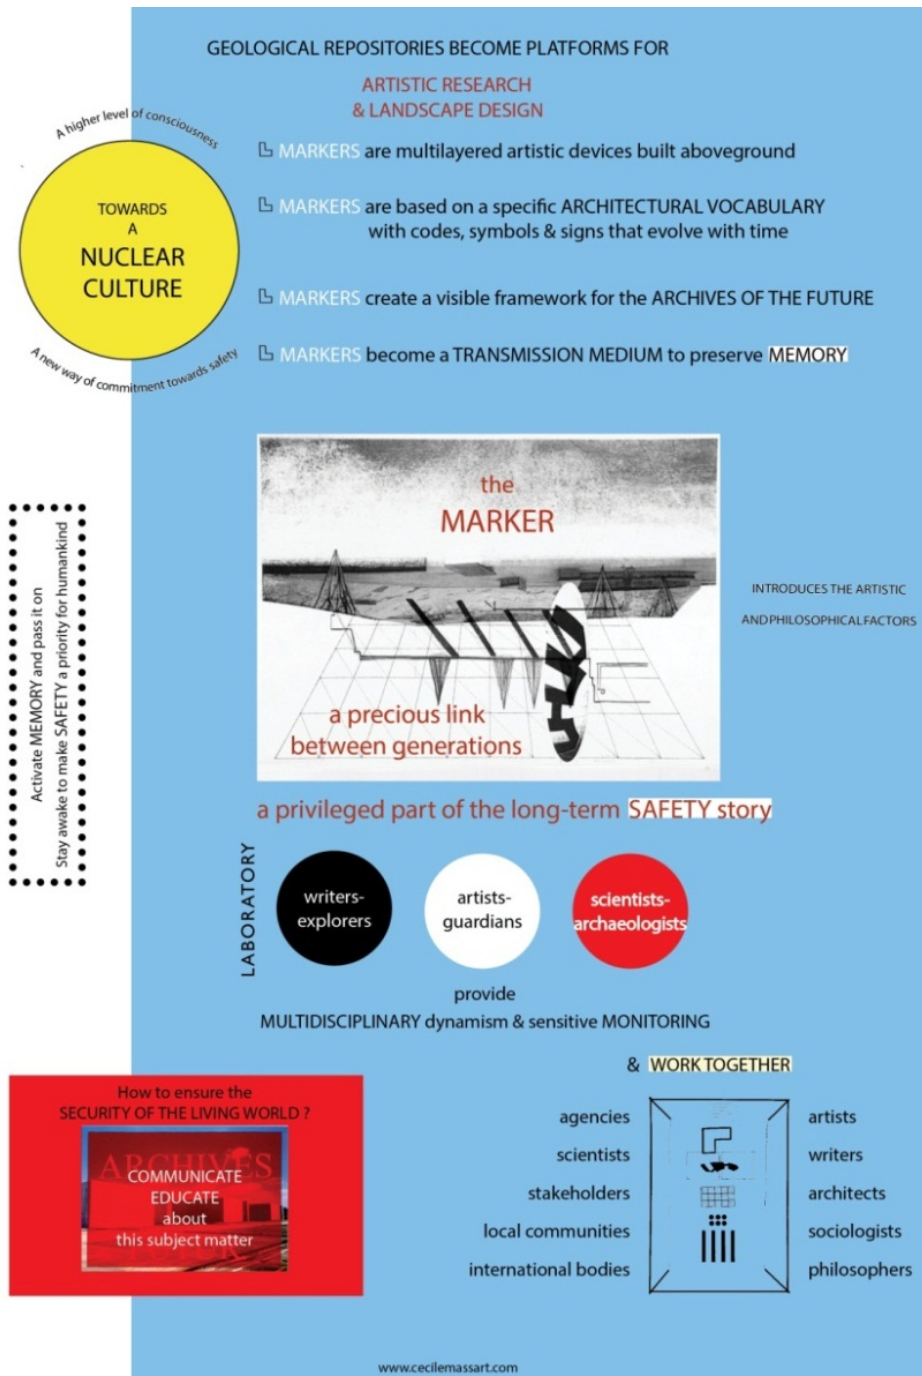 GEOLOGICAL REPOSITORIES BECOME PLATFORMS FOR
ARTISTIC RESEARCH
& LANDSCAPE DESIGN
A higher level of consciousness
TOWARDS
A
NUCLEAR
CULTURE
A new way of commitment towards safety
MARKERS are multilayered artistic devices built aboveground
MARKERS are based on a specific ARCHITECTURAL VOCABULARY
with codes, symbols & signs that evolve with time
MARKERS create a visible framework for the ARCHIVES OF THE FUTURE
MARKERS become a TRANSMISSION MEDIUM to preserve MEMORY
the
MARKER
a precious link
between generations
INTRODUCES THE ARTISTIC
AND PHILOSOPHICAL FACTORS
Activate MEMORY and pass it on
Stay awake to make SAFETY a priority for humankind
a privileged part of the long-term SAFETY story
LABORATORY
writers-
explorers
artists-
guardians
scientists-
archaeologists
provide
MULTIDISCIPLINARY dynamism & sensitive MONITORING
& WORK TOGETHER
How to ensure the
SECURITY OF THE LIVING WORLD ?
ARCHIVES
COMMUNICATE
EDUCATE
about
this subject matter
agencies
scientists
stakeholders
local communities
international bodies
artists
writers
architects
sociologists
philosophers
www.cecilemassart.com